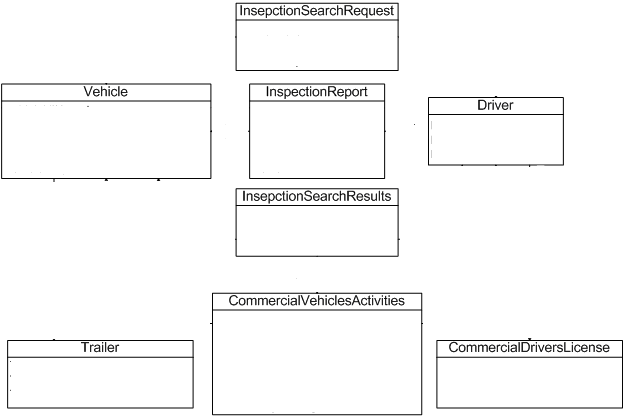 InsepctionSearchRequest
Vehicle
InspectionReport
Driver
InsepctionSearchResults
CommercialVehiclesActivities
Trailer
CommercialDriversLicense